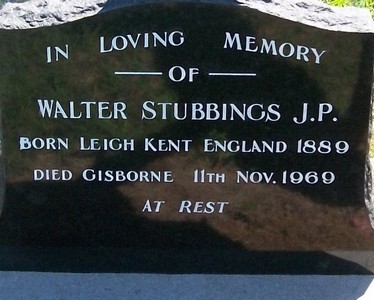 IN LOVING MEMORY
OF
WALTER STUBBINGS J.P.
BORN LEIGH KENT ENGLAND 1889
DIED GISBORNE 11TH NOV. 1969
AT REST